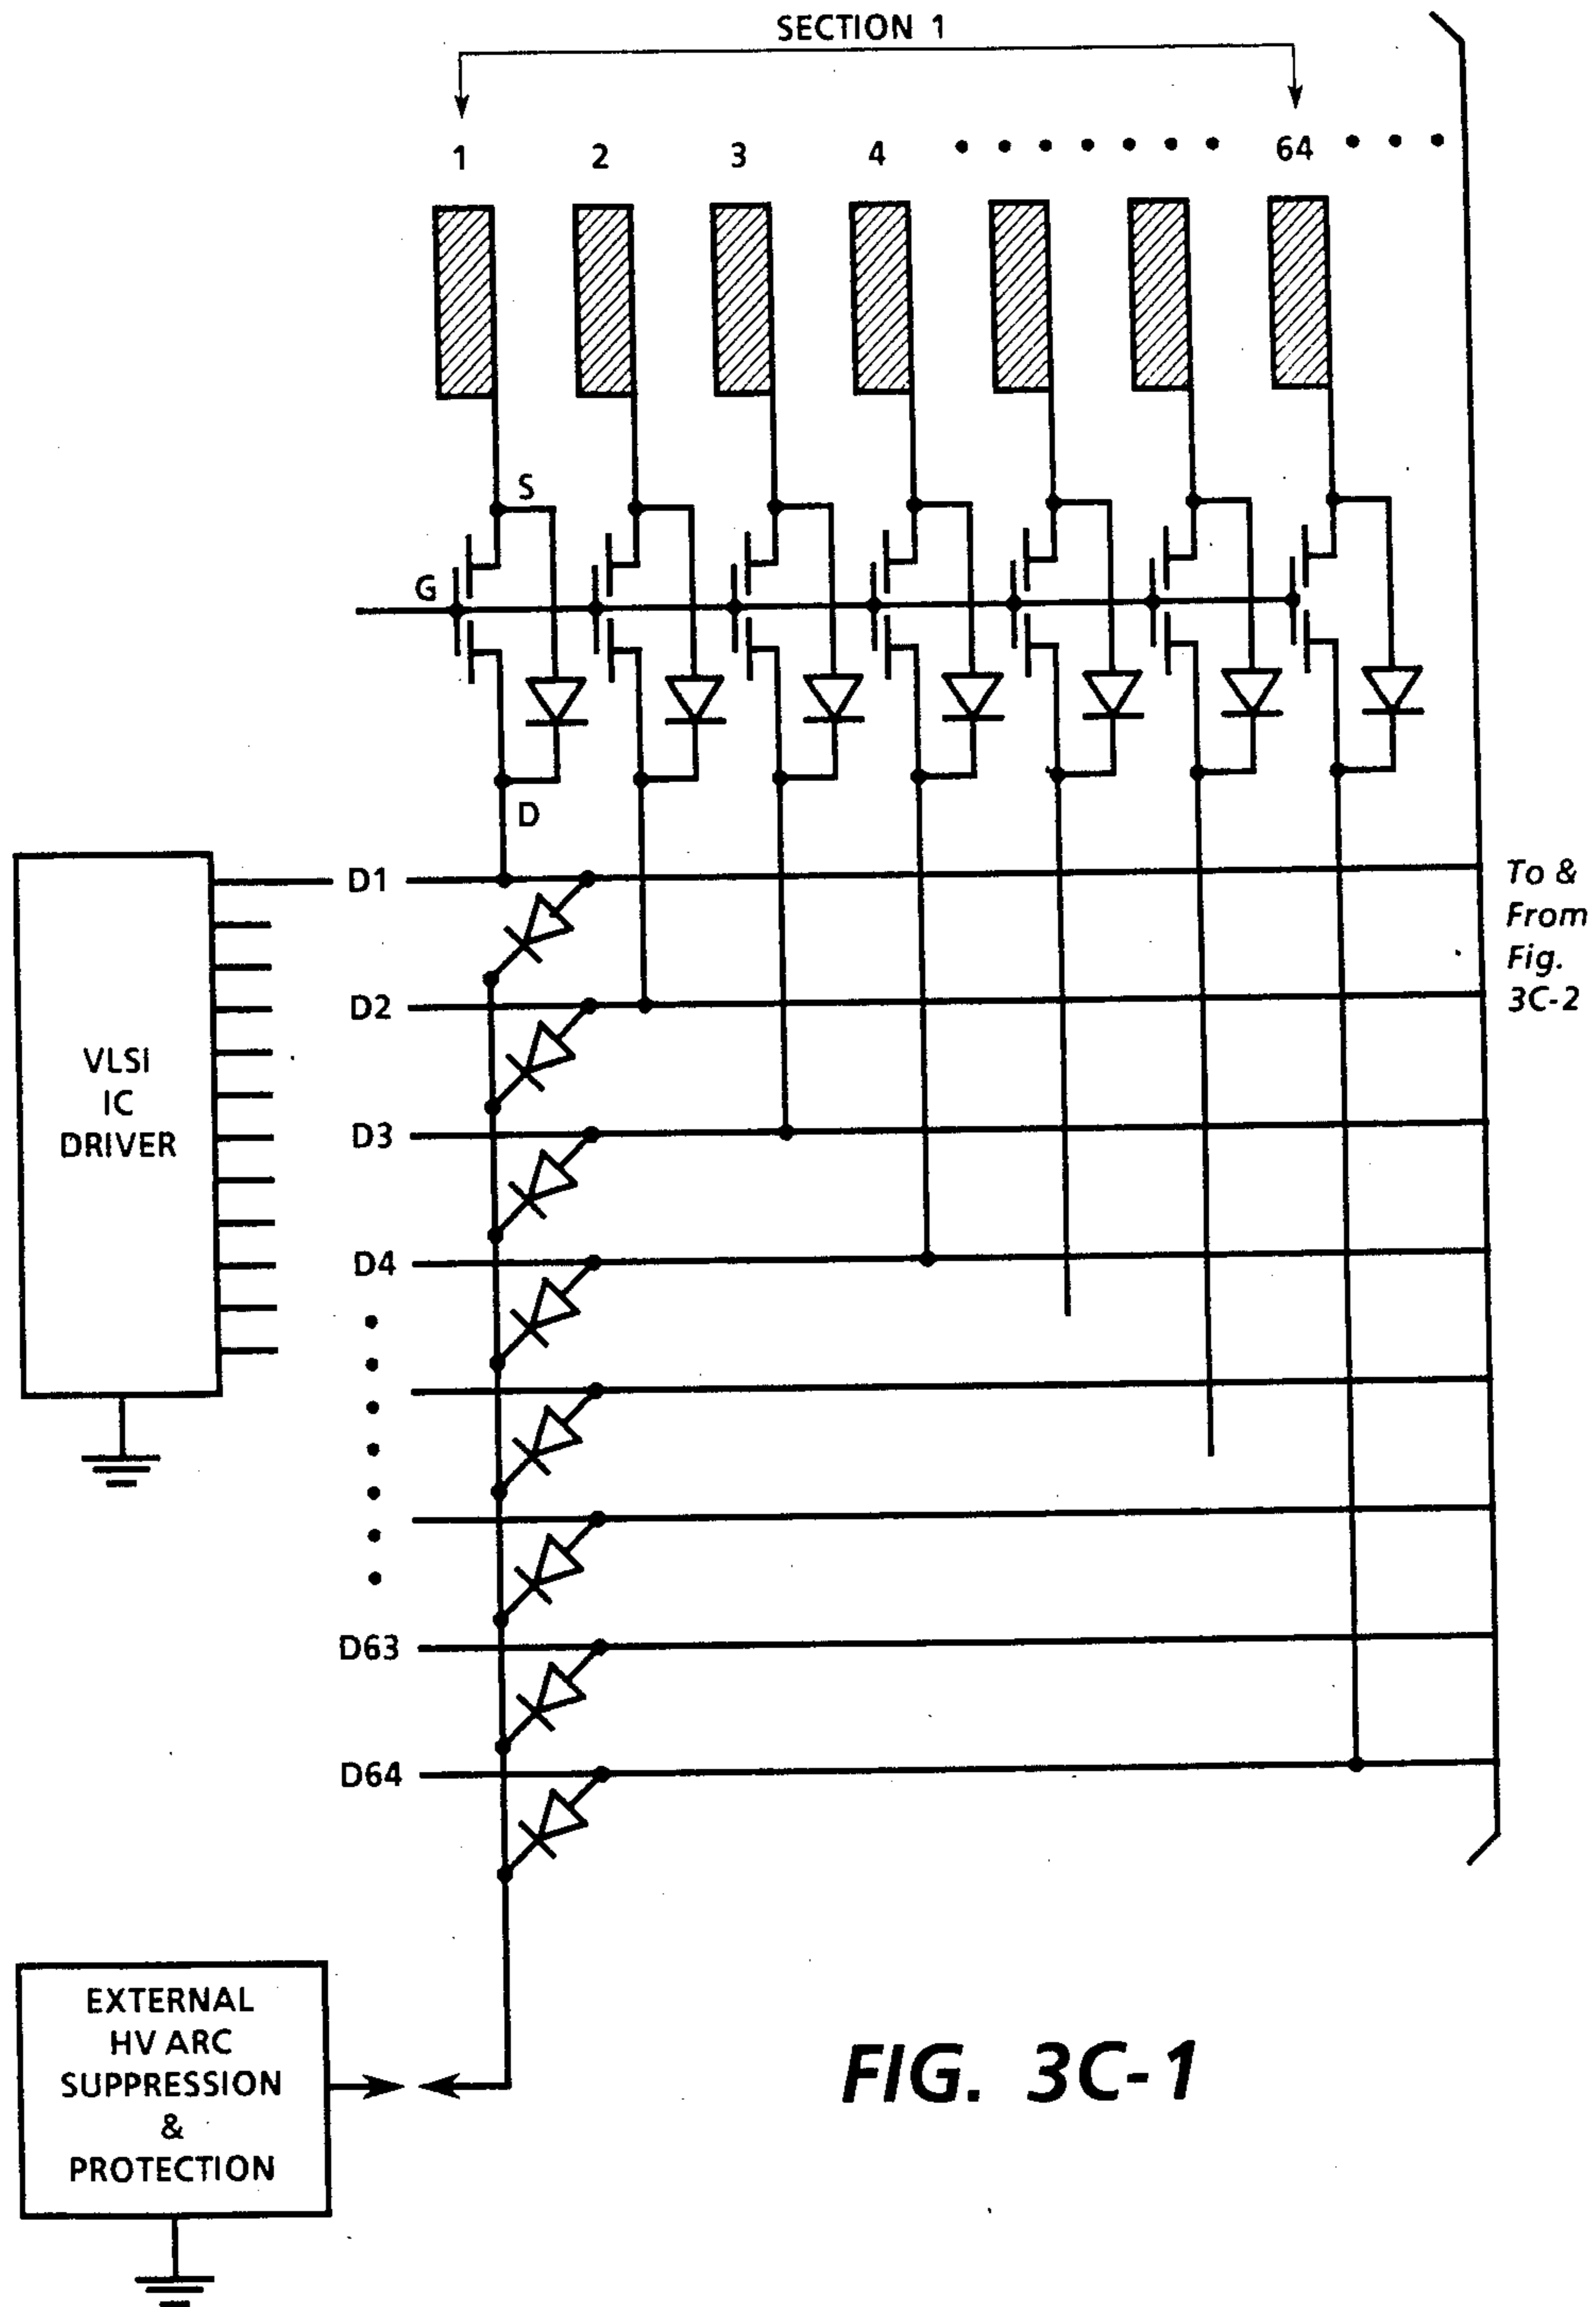 SECTION 1
1 2 3 4 64
S
G
D
D1
D2
D3
D4
D63
D64
VLSI
IC
DRIVER
To &
From
Fig.
3C-2
EXTERNAL
HV ARC
SUPPRESSION
&
PROTECTION
FIG. 3C-1